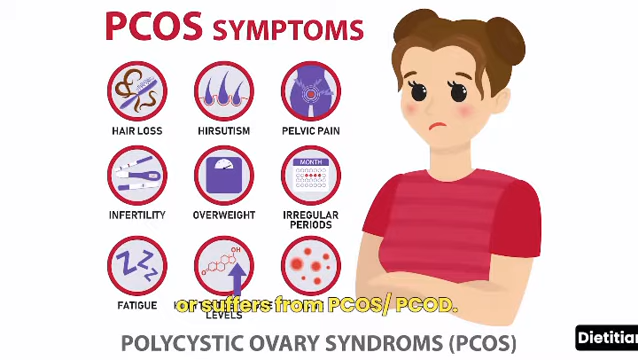 PCOS SYMPTOMS
HAIR LOSS
HIRSUTISM
PELVIC PAIN
MONTH
INFERTILITY
OVERWEIGHT
IRREGULAR
PERIODS
OH
FATIGUE
LEVELS
or suffers from PCOS/ PCOD.
POLYCYSTIC OVARY SYNDROMS (PCOS)